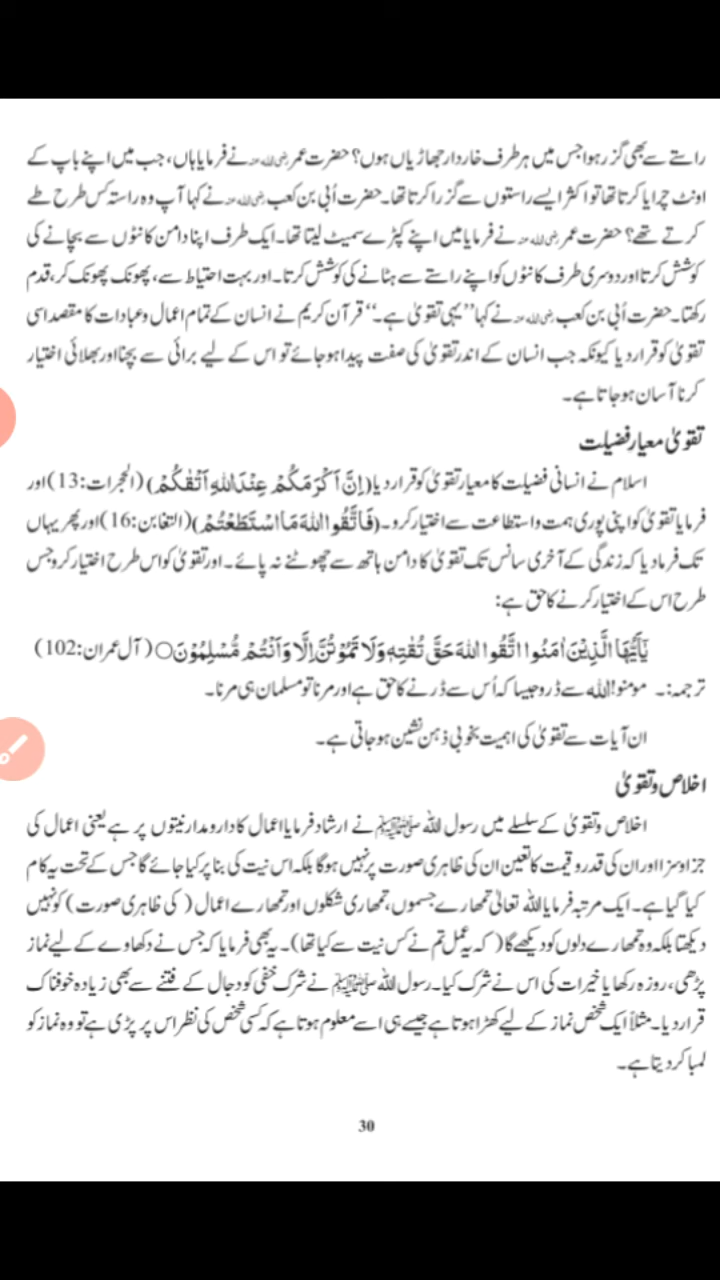 راستے سے بھی گزر ہوا جس میں ہر طرف خاردار جھاڑیاں ہوں؟ حضرت عمر رضی اللہ عنہ نے فرمایا ہاں، جب میں اپنے باپ کے
اونٹ چرایا کرتا تھا تو اکثر ایسے راستوں سے گزرا کرتا تھا۔ حضرت اُبی بن کعب رضی اللہ عنہ نے کہا آپ وہ راستہ کس طرح طے
کرتے تھے؟ حضرت عمر رضی اللہ عنہ نے فرمایا میں اپنے کپڑے سمیٹ لیتا تھا۔ ایک طرف اپنا دامن کانٹوں سے بچانے کی
کوشش کرتا اور دوسری طرف کانٹوں کو اپنے راستے سے ہٹانے کی کوشش کرتا۔ اور بہت احتیاط سے، پھونک پھونک کر، قدم
رکھتا۔ حضرت اُبی بن کعب رضی اللہ عنہ نے کہا ’’یہی تقویٰ ہے۔‘‘ قرآن کریم نے انسان کے تمام اعمال و عبادات کا مقصد اسی
تقویٰ کو قرار دیا کیونکہ جب انسان کے اندر تقویٰ کی صفت پیدا ہو جائے تو اس کے لیے برائی سے بچنا اور بھلائی اختیار
کرنا آسان ہو جاتا ہے۔
تقویٰ معیار فضیلت
اسلام نے انسانی فضیلت کا معیار تقویٰ کو قرار دیا (اِنَّ اَکْرَمَکُمْ عِنْدَ اللّٰہِ اَتْقٰکُمْ) (الحجرات:13) اور
فرمایا تقویٰ کو اپنی پوری ہمت و استطاعت سے اختیار کرو۔ (فَاتَّقُوا اللّٰہَ مَا اسْتَطَعْتُمْ) (التغابن:16) اور پھر یہاں
تک فرما دیا کہ زندگی کے آخری سانس تک تقویٰ کا دامن ہاتھ سے چھوٹنے نہ پائے۔ اور تقویٰ کو اس طرح اختیار کرو جس
طرح اس کے اختیار کرنے کا حق ہے:
یٰٓاَیُّھَا الَّذِیْنَ اٰمَنُوا اتَّقُوا اللّٰہَ حَقَّ تُقٰتِہٖ وَلَا تَمُوْتُنَّ اِلَّا وَاَنْتُمْ مُّسْلِمُوْنَ○ (آل عمران:102)
ترجمہ:۔ مومنو! اللہ سے ڈرو جیسا کہ اُس سے ڈرنے کا حق ہے اور مرنا تو مسلمان ہی مرنا۔
ان آیات سے تقویٰ کی اہمیت بخوبی ذہن نشین ہو جاتی ہے۔
اخلاص و تقویٰ
اخلاص و تقویٰ کے سلسلے میں رسول اللہ ﷺ نے ارشاد فرمایا اعمال کا دارومدار نیتوں پر ہے یعنی اعمال کی
جزا و سزا اور ان کی قدر و قیمت کا تعین ان کی ظاہری صورت پر نہیں ہوگا بلکہ اس نیت کی بنا پر کیا جائے گا جس کے تحت یہ کام
کیا گیا ہے۔ ایک مرتبہ فرمایا اللہ تعالیٰ تمھارے جسموں، تمھاری شکلوں اور تمھارے اعمال (کی ظاہری صورت) کو نہیں
دیکھتا بلکہ وہ تمھارے دلوں کو دیکھے گا (کہ یہ عمل تم نے کس نیت سے کیا تھا)۔ یہ بھی فرمایا کہ جس نے دکھاوے کے لیے نماز
پڑھی، روزہ رکھا یا خیرات کی اس نے شرک کیا۔ رسول اللہ ﷺ نے شرک خفی کو دجال کے فتنے سے بھی زیادہ خوفناک
قرار دیا۔ مثلاً ایک شخص نماز کے لیے کھڑا ہوتا ہے جیسے ہی اسے معلوم ہوتا ہے کہ کسی شخص کی نظر اس پر پڑی ہے تو وہ نماز کو
لمبا کر دیتا ہے۔
30